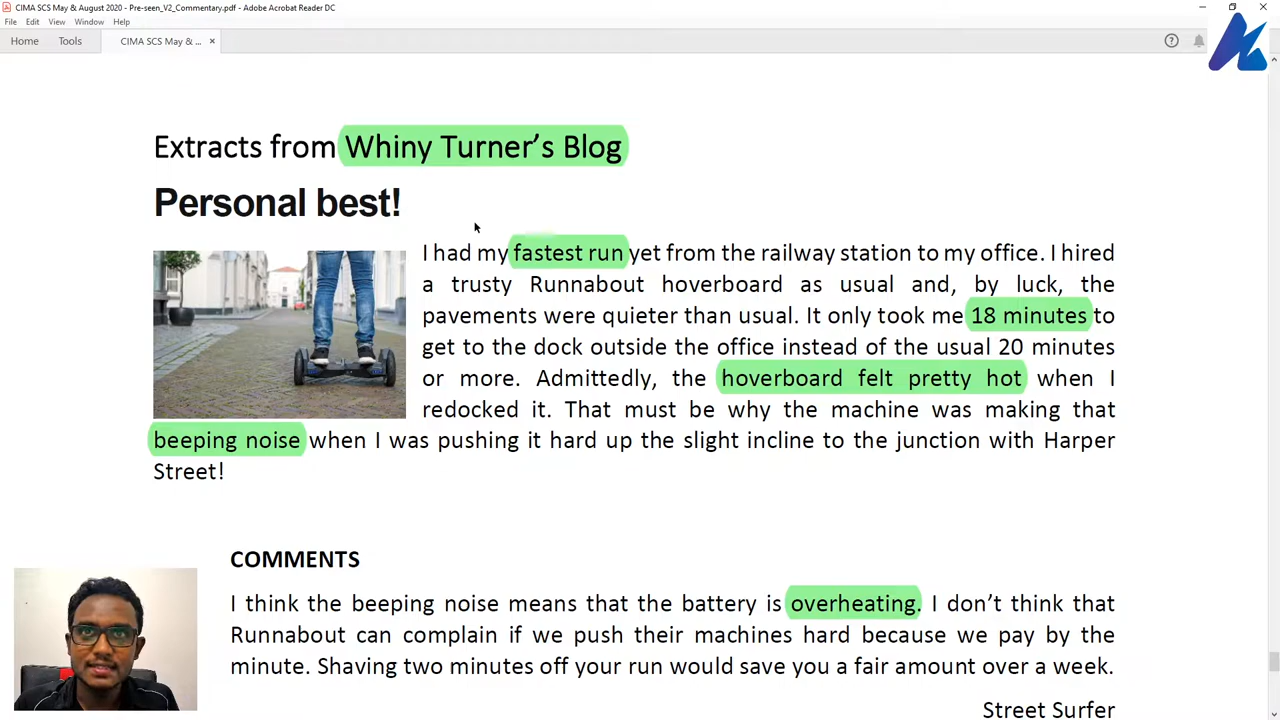 CIMA SCS May & August 2020 - Pre-seen_V2_Commentary.pdf - Adobe Acrobat Reader DC
File Edit View Window Help
Home Tools CIMA SCS May & ... ×
Extracts from Whiny Turner’s Blog
Personal best!
I had my fastest run yet from the railway station to my office. I hired
a trusty Runnabout hoverboard as usual and, by luck, the
pavements were quieter than usual. It only took me 18 minutes to
get to the dock outside the office instead of the usual 20 minutes
or more. Admittedly, the hoverboard felt pretty hot when I
redocked it. That must be why the machine was making that
beeping noise when I was pushing it hard up the slight incline to the junction with Harper
Street!
COMMENTS
I think the beeping noise means that the battery is overheating. I don’t think that
Runnabout can complain if we push their machines hard because we pay by the
minute. Shaving two minutes off your run would save you a fair amount over a week.
Street Surfer